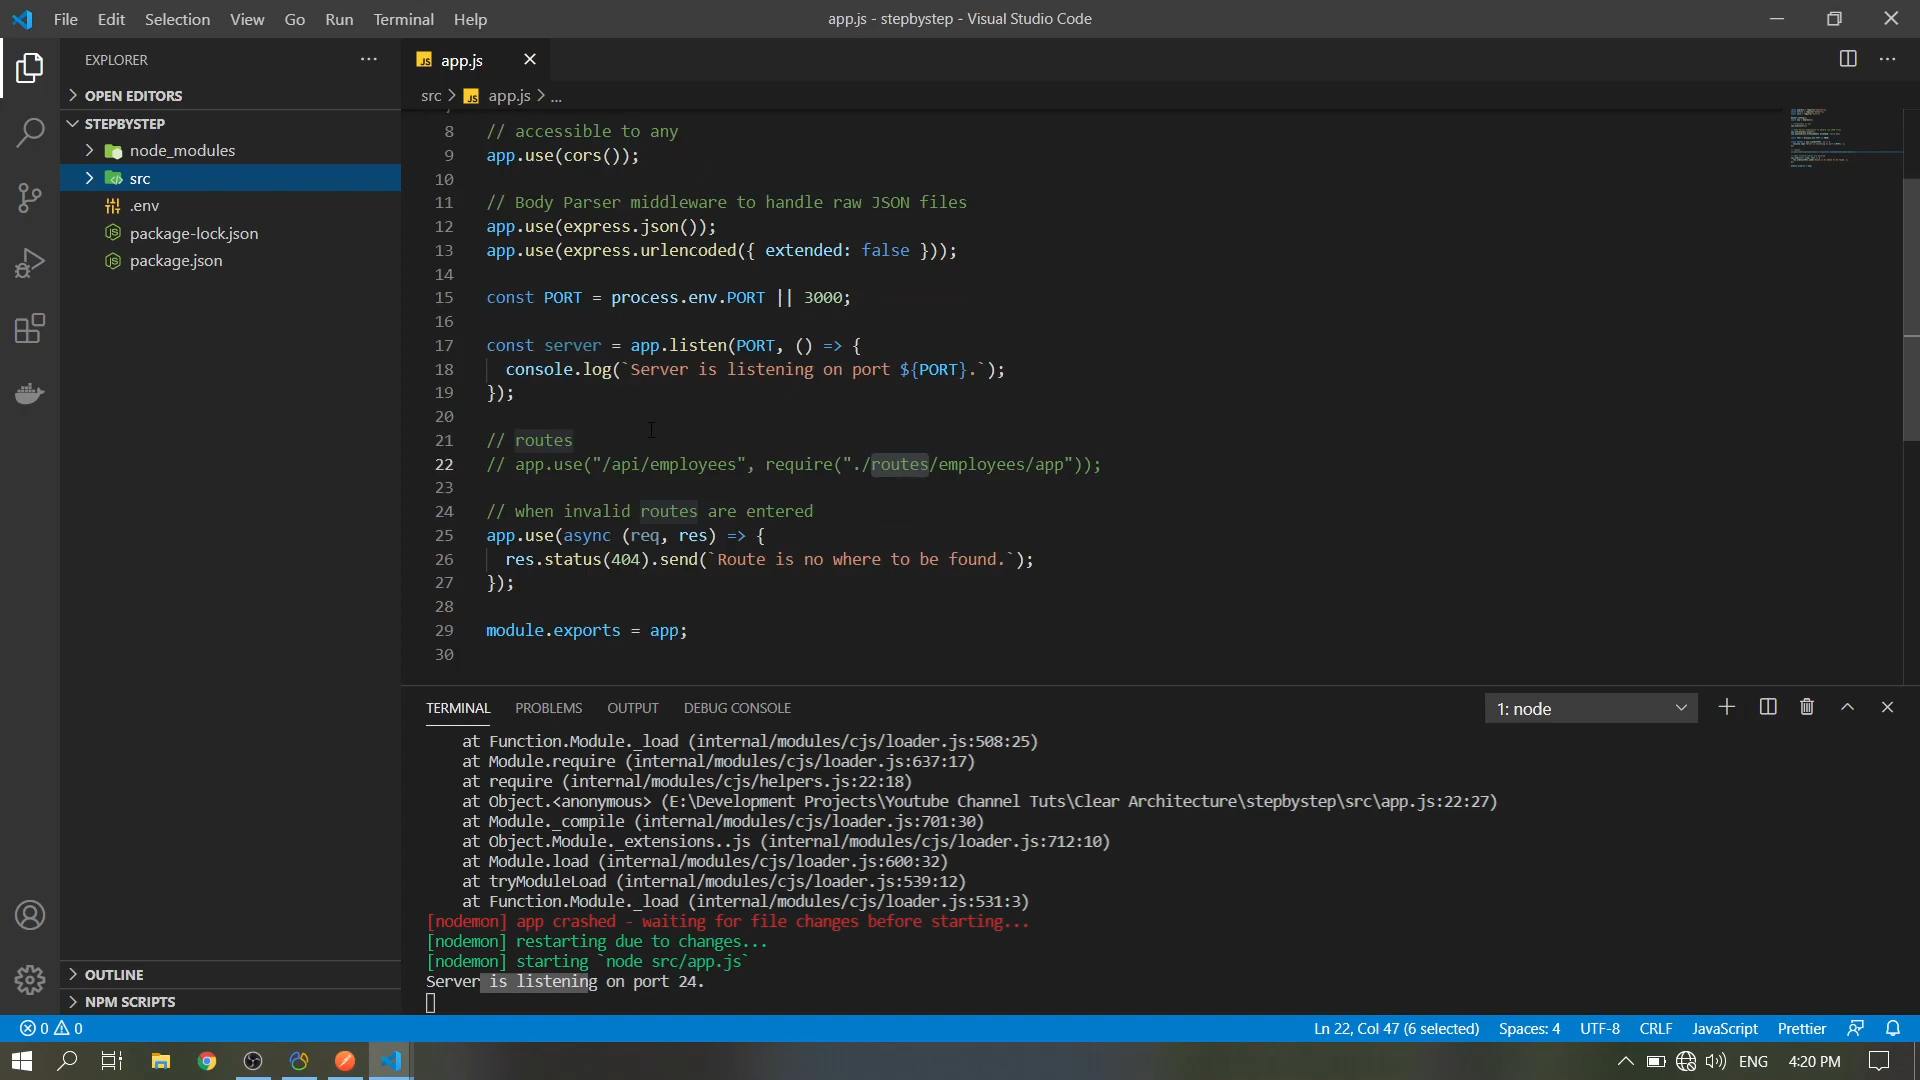 File Edit Selection View Go Run Terminal Help
app.js - stepbystep - Visual Studio Code
EXPLORER
OPEN EDITORS
STEPBYSTEP
node_modules
src
.env
package-lock.json
package.json
OUTLINE
NPM SCRIPTS
JS app.js
src > JS app.js > ...
8 // accessible to any
9 app.use(cors());
10
11 // Body Parser middleware to handle raw JSON files
12 app.use(express.json());
13 app.use(express.urlencoded({ extended: false }));
14
15 const PORT = process.env.PORT || 3000;
16
17 const server = app.listen(PORT, () => {
18 console.log(`Server is listening on port ${PORT}.`);
19 });
20
21 // routes
22 // app.use("/api/employees", require("./routes/employees/app"));
23
24 // when invalid routes are entered
25 app.use(async (req, res) => {
26 res.status(404).send(`Route is no where to be found.`);
27 });
28
29 module.exports = app;
30
TERMINAL PROBLEMS OUTPUT DEBUG CONSOLE
1: node
at Function.Module._load (internal/modules/cjs/loader.js:508:25)
at Module.require (internal/modules/cjs/loader.js:637:17)
at require (internal/modules/cjs/helpers.js:22:18)
at Object.<anonymous> (E:\Development Projects\Youtube Channel Tuts\Clear Architecture\stepbystep\src\app.js:22:27)
at Module._compile (internal/modules/cjs/loader.js:701:30)
at Object.Module._extensions..js (internal/modules/cjs/loader.js:712:10)
at Module.load (internal/modules/cjs/loader.js:600:32)
at tryModuleLoad (internal/modules/cjs/loader.js:539:12)
at Function.Module._load (internal/modules/cjs/loader.js:531:3)
[nodemon] app crashed - waiting for file changes before starting...
[nodemon] restarting due to changes...
[nodemon] starting `node src/app.js`
Server is listening on port 24.
0 0
Ln 22, Col 47 (6 selected) Spaces: 4 UTF-8 CRLF JavaScript Prettier
ENG 4:20 PM